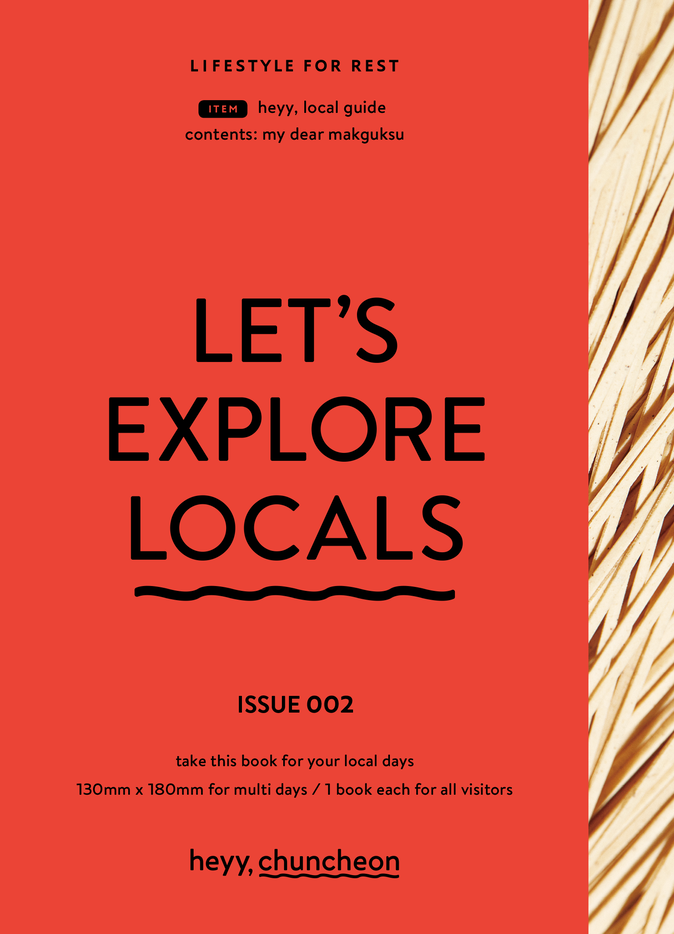 LIFESTYLE FOR REST
ITEM heyy, local guide
contents: my dear makguksu
LET'S
EXPLORE
LOCALS
ISSUE 002
take this book for your local days
130mm x 180mm for multi days / 1 book each for all visitors
heyy, chuncheon